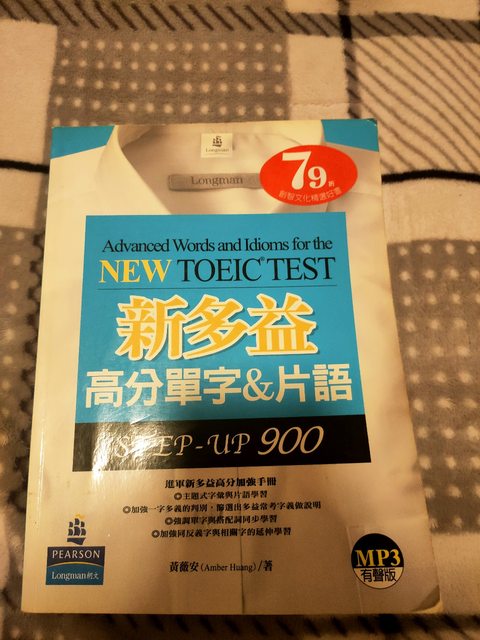 Longman
79折
創智文化精選好書
Longman
Advanced Words and Idioms for the
NEW TOEIC® TEST
新多益
高分單字&片語
STEP-UP 900
進軍新多益高分加強手冊
◎主題式字彙與片語學習
◎加強一字多義的判別，篩選出多益常考字義做說明
◎強調單字與搭配詞同步學習
◎加強同反義字與相關字的延伸學習
黃薇安(Amber Huang)/著
PEARSON
Longman朗文
MP3
有聲版